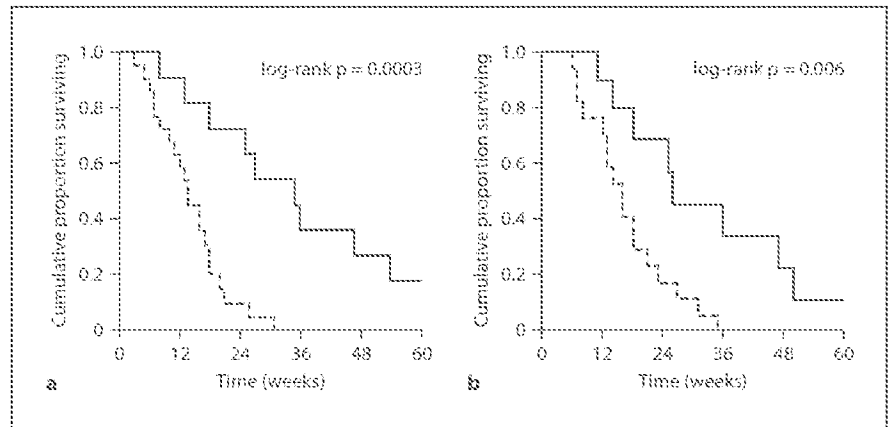 Cumulative proportion surviving
1.0
0.8
0.6
0.4
0.2
0
log-rank p = 0.0003
0 12 24 36 48 60
Time (weeks)
a
Cumulative proportion surviving
1.0
0.8
0.6
0.4
0.2
0
log-rank p = 0.006
0 12 24 36 48 60
Time (weeks)
b